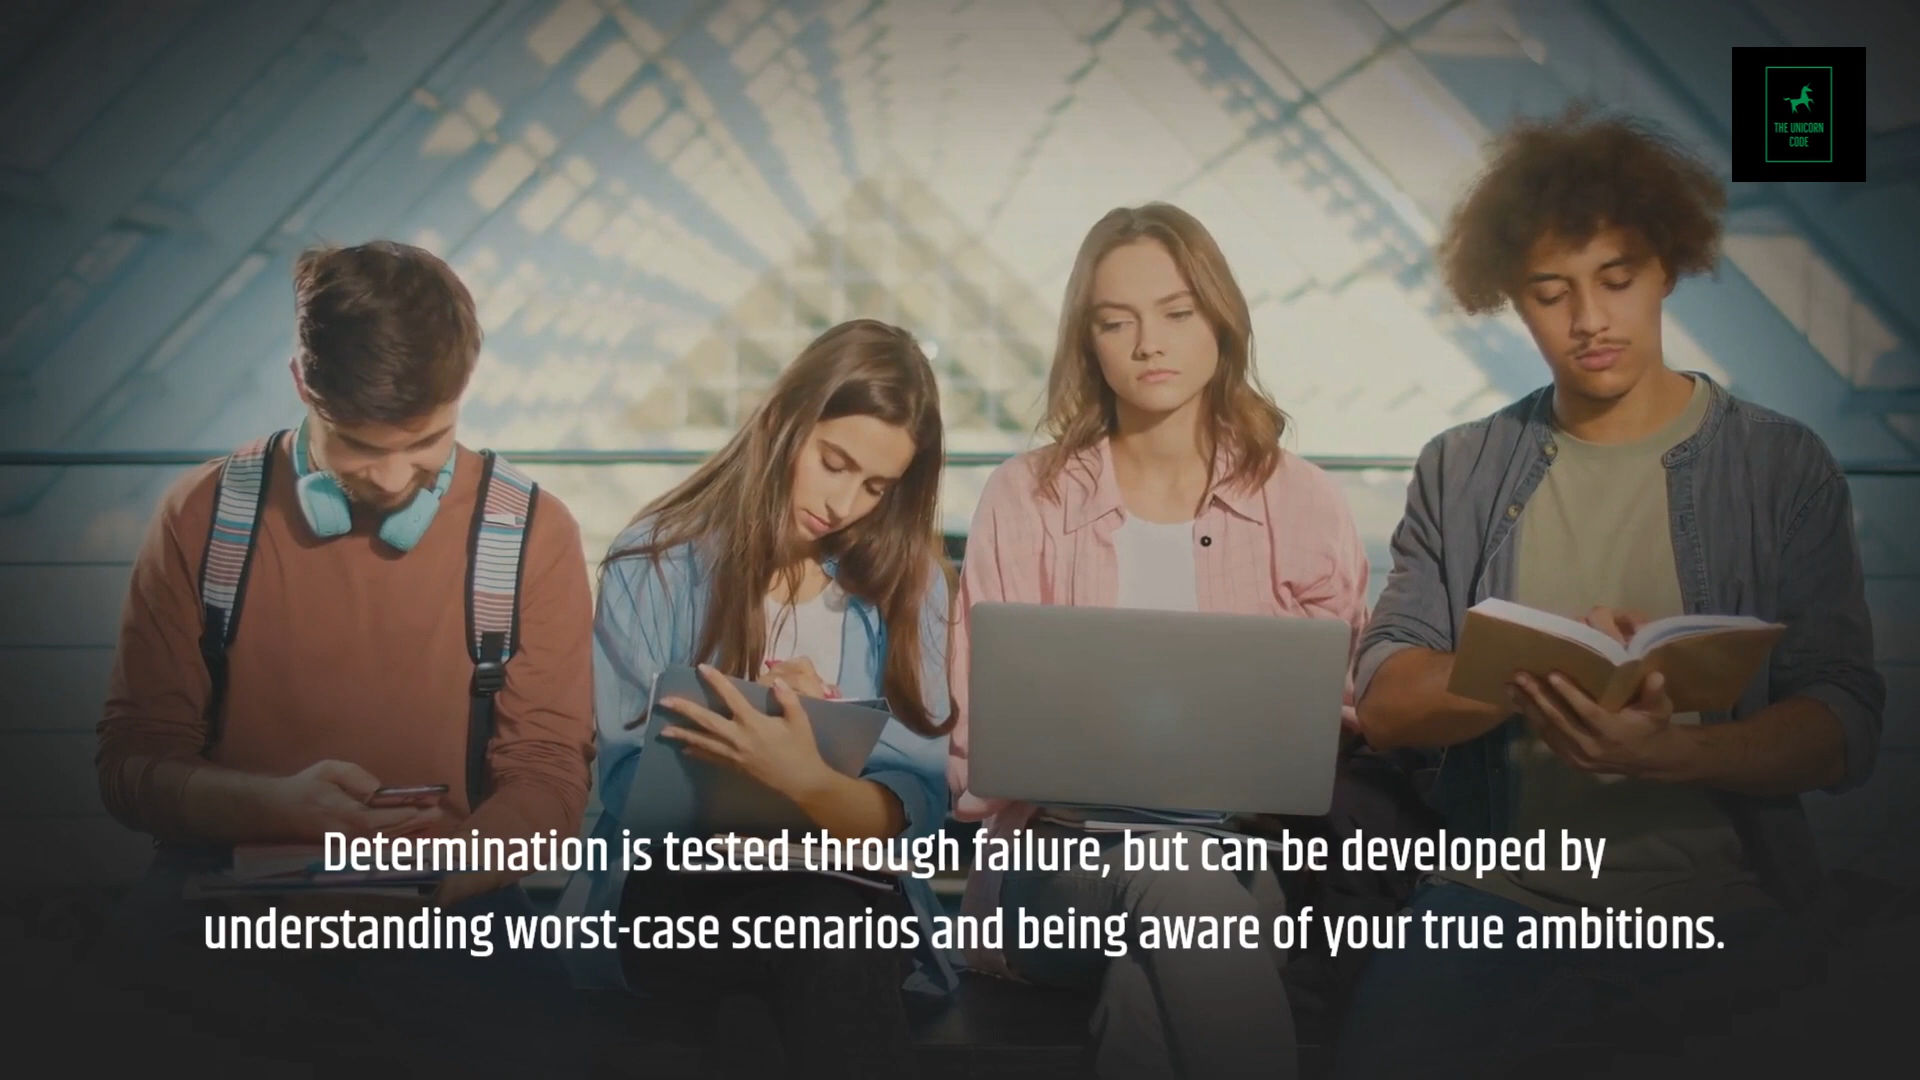 THE UNICORN
CODE
Determination is tested through failure, but can be developed by
understanding worst-case scenarios and being aware of your true ambitions.